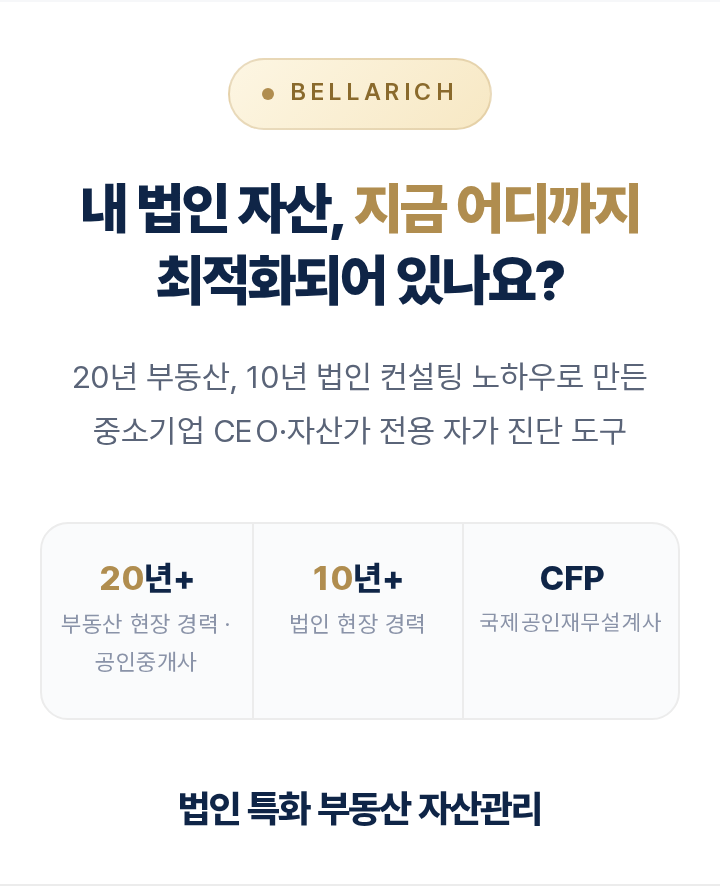 BELLARICH
내 법인 자산, 지금 어디까지
최적화되어 있나요?
20년 부동산, 10년 법인 컨설팅 노하우로 만든
중소기업 CEO·자산가 전용 자가 진단 도구
20년+
부동산 현장 경력 ·
공인중개사
10년+
법인 현장 경력
CFP
국제공인재무설계사
법인 특화 부동산 자산관리